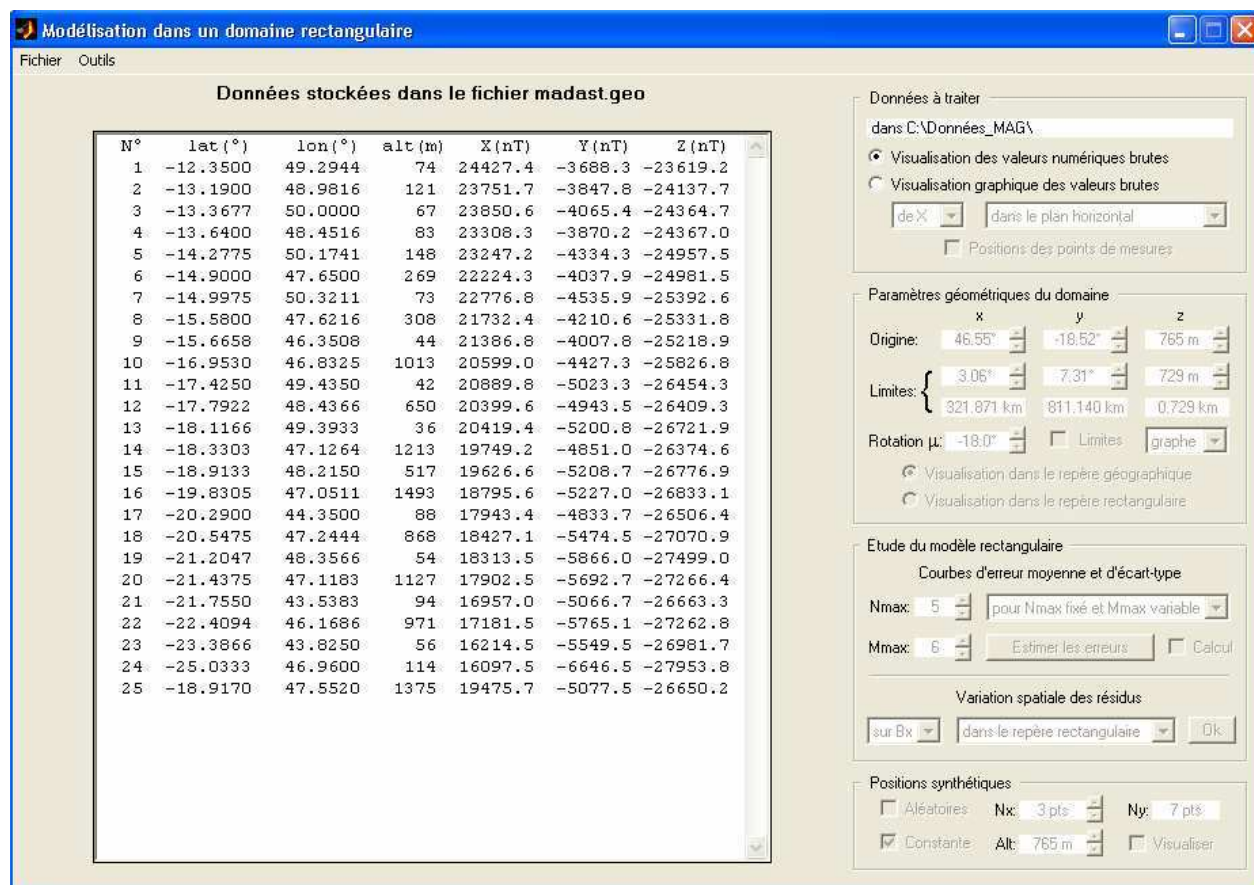 Modélisation dans un domaine rectangulaire
Fichier Outils
Données stockées dans le fichier madast.geo
N° lat(°) lon(°) alt(m) X(nT) Y(nT) Z(nT)
1 -12.3500 49.2944 74 24427.4 -3688.3 -23619.2
2 -13.1900 48.9816 121 23751.7 -3847.8 -24137.7
3 -13.3677 50.0000 67 23850.6 -4065.4 -24364.7
4 -13.6400 48.4516 83 23308.3 -3870.2 -24367.0
5 -14.2775 50.1741 148 23247.2 -4334.3 -24957.5
6 -14.9000 47.6500 269 22224.3 -4037.9 -24981.5
7 -14.9975 50.3211 73 22776.8 -4535.9 -25392.6
8 -15.5800 47.6216 308 21732.4 -4210.6 -25331.8
9 -15.6658 46.3508 44 21386.8 -4007.8 -25218.9
10 -16.9530 46.8325 1013 20599.0 -4427.3 -25826.8
11 -17.4250 49.4350 42 20889.8 -5023.3 -26454.3
12 -17.7922 48.4366 650 20399.6 -4943.5 -26409.3
13 -18.1166 49.3933 36 20419.4 -5200.8 -26721.9
14 -18.3303 47.1264 1213 19749.2 -4851.0 -26374.6
15 -18.9133 48.2150 517 19626.6 -5208.7 -26776.9
16 -19.8305 47.0511 1493 18795.6 -5227.0 -26833.1
17 -20.2900 44.3500 88 17943.4 -4833.7 -26506.4
18 -20.5475 47.2444 868 18427.1 -5474.5 -27070.9
19 -21.2047 48.3566 54 18313.5 -5866.0 -27499.0
20 -21.4375 47.1183 1127 17902.5 -5692.7 -27266.4
21 -21.7550 43.5383 94 16957.0 -5066.7 -26663.3
22 -22.4094 46.1686 971 17181.5 -5765.1 -27262.8
23 -23.3866 43.8250 56 16214.5 -5549.5 -26981.7
24 -25.0333 46.9600 114 16097.5 -6646.5 -27953.8
25 -18.9170 47.5520 1375 19475.7 -5077.5 -26650.2
Données à traiter
dans C:\Données_MAG\
Visualisation des valeurs numériques brutes
Visualisation graphique des valeurs brutes
de X dans le plan horizontal
Positions des points de mesures
Paramètres géométriques du domaine
x y z
Origine: 46.55° -18.52° 765 m
Limites: { 3.06° 7.31° 729 m
321.871 km 811.140 km 0.729 km
Rotation µ: -18.0° Limites graphe
Visualisation dans le repère géographique
Visualisation dans le repère rectangulaire
Etude du modèle rectangulaire
Courbes d'erreur moyenne et d'écart-type
Nmax: 5 pour Nmax fixé et Mmax variable
Mmax: 6 Estimer les erreurs Calcul
Variation spatiale des résidus
sur Bx dans le repère rectangulaire Ok
Positions synthétiques
Aléatoires Nx: 3 pts Ny: 7 pts
Constante Alt: 765 m Visualiser